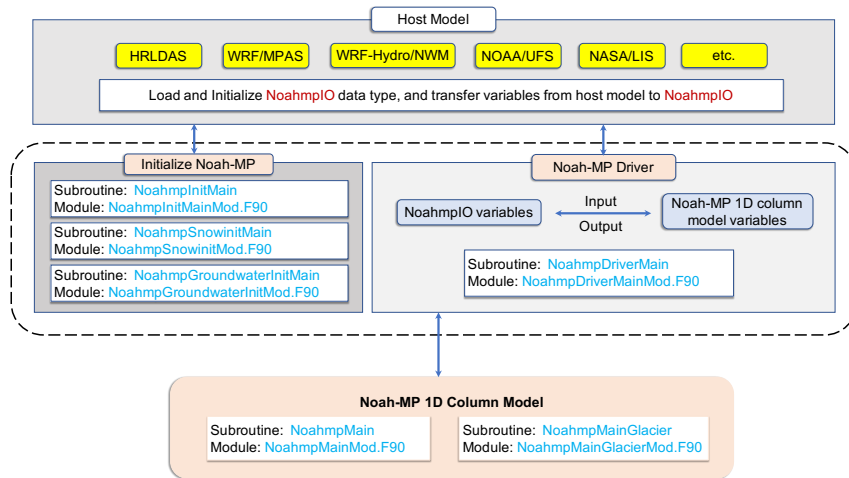 Host Model
HRLDAS
WRF/MPAS
WRF-Hydro/NWM
NOAA/UFS
NASA/LIS
etc.
Load and Initialize NoahmpIO data type, and transfer variables from host model to NoahmpIO
Initialize Noah-MP
Subroutine: NoahmpInitMain
Module: NoahmpInitMainMod.F90
Subroutine: NoahmpSnowinitMain
Module: NoahmpSnowinitMod.F90
Subroutine: NoahmpGroundwaterInitMain
Module: NoahmpGroundwaterInitMod.F90
Noah-MP Driver
NoahmpIO variables
Input
Output
Noah-MP 1D column
model variables
Subroutine: NoahmpDriverMain
Module: NoahmpDriverMainMod.F90
Noah-MP 1D Column Model
Subroutine: NoahmpMain
Module: NoahmpMainMod.F90
Subroutine: NoahmpMainGlacier
Module: NoahmpMainGlacierMod.F90